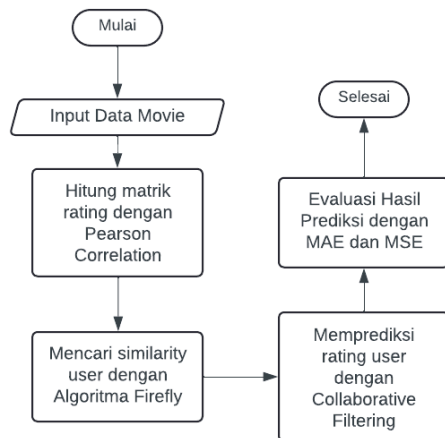 Mulai
Input Data Movie
Hitung matrik
rating dengan
Pearson
Correlation
Mencari similarity
user dengan
Algoritma Firefly
Memprediksi
rating user
dengan
Collaborative
Filtering
Evaluasi Hasil
Prediksi dengan
MAE dan MSE
Selesai